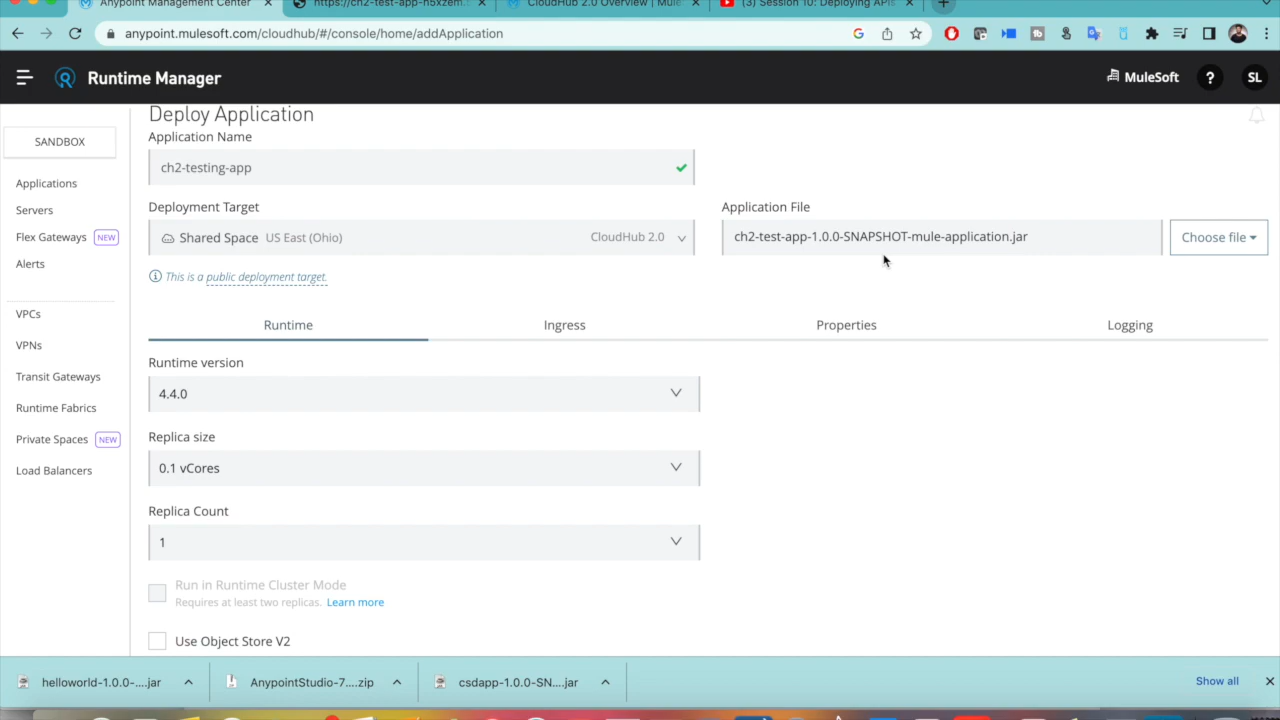 Anypoint Management Center
https://ch2-test-app-h5xzem.
CloudHub 2.0 Overview | Mule
(3) Session 10: Deploying APIs
anypoint.mulesoft.com/cloudhub/#/console/home/addApplication
Runtime Manager
MuleSoft
?
SL
SANDBOX
Applications
Servers
Flex Gateways NEW
Alerts
VPCs
VPNs
Transit Gateways
Runtime Fabrics
Private Spaces NEW
Load Balancers
Deploy Application
Application Name
ch2-testing-app
Deployment Target
Shared Space US East (Ohio) CloudHub 2.0
This is a public deployment target.
Application File
ch2-test-app-1.0.0-SNAPSHOT-mule-application.jar
Choose file
Runtime
Ingress
Properties
Logging
Runtime version
4.4.0
Replica size
0.1 vCores
Replica Count
1
Run in Runtime Cluster Mode
Requires at least two replicas. Learn more
Use Object Store V2
helloworld-1.0.0-....jar
AnypointStudio-7....zip
csdapp-1.0.0-SN....jar
Show all